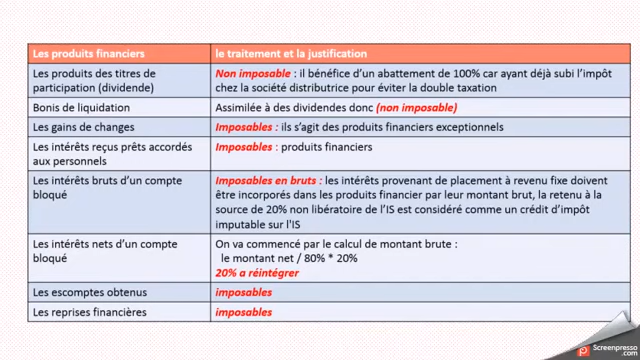 Les produits financiers
le traitement et la justification
Les produits des titres de
participation (dividende)
Non imposable : il bénéfice d'un abattement de 100% car ayant déjà subi l'impôt
chez la société distributrice pour éviter la double taxation
Bonis de liquidation
Assimilée à des dividendes donc (non imposable)
Les gains de changes
Imposables : ils s'agit des produits financiers exceptionnels
Les intérêts reçus prêts accordés
aux personnels
Imposables : produits financiers
Les intérêts bruts d'un compte
bloqué
Imposables en bruts : les intérêts provenant de placement à revenu fixe doivent
être incorporés dans les produits financier par leur montant brut, la retenu à la
source de 20% non libératoire de l'IS est considéré comme un crédit d'impôt
imputable sur l'IS
Les intérêts nets d'un compte
bloqué
On va commencé par le calcul de montant brute :
le montant net / 80% * 20%
20% a réintégrer
Les escomptes obtenus
imposables
Les reprises financières
imposables
Screenpresso
.com